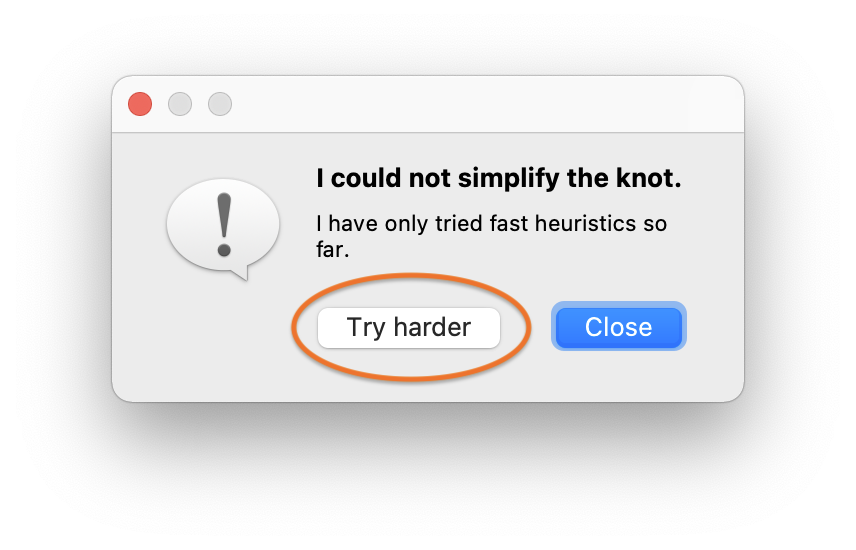 I could not simplify the knot.
I have only tried fast heuristics so
far.
Try harder
Close